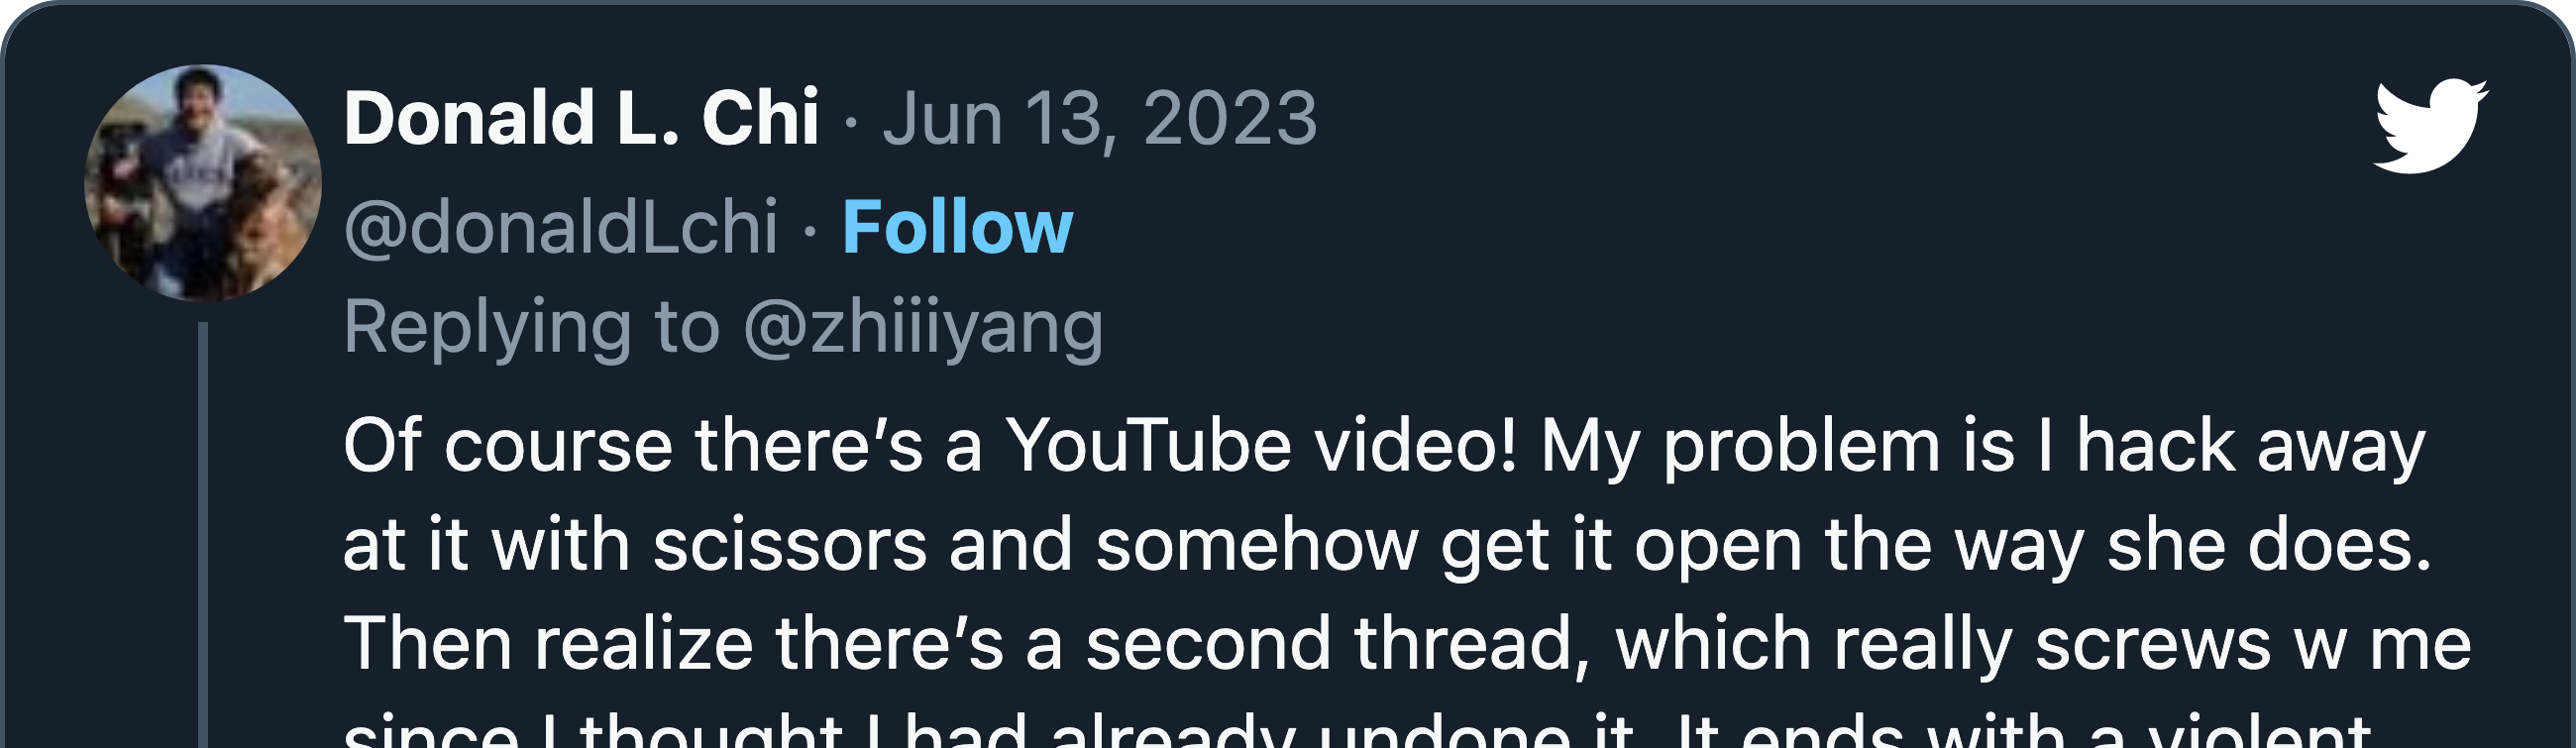 Donald L. Chi · Jun 13, 2023
@donaldLchi · Follow
Replying to @zhiiiyang
Of course there’s a YouTube video! My problem is I hack away
at it with scissors and somehow get it open the way she does.
Then realize there’s a second thread, which really screws w me
since I thought I had already undone it. It ends with a violent